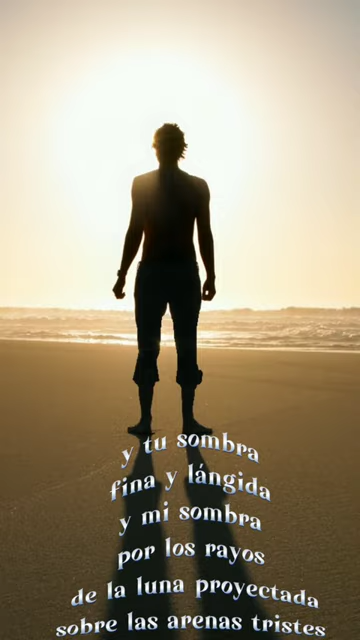 y tu sombra
fina y lángida
y mi sombra
por los rayos
de la luna proyectada
sobre las arenas tristes